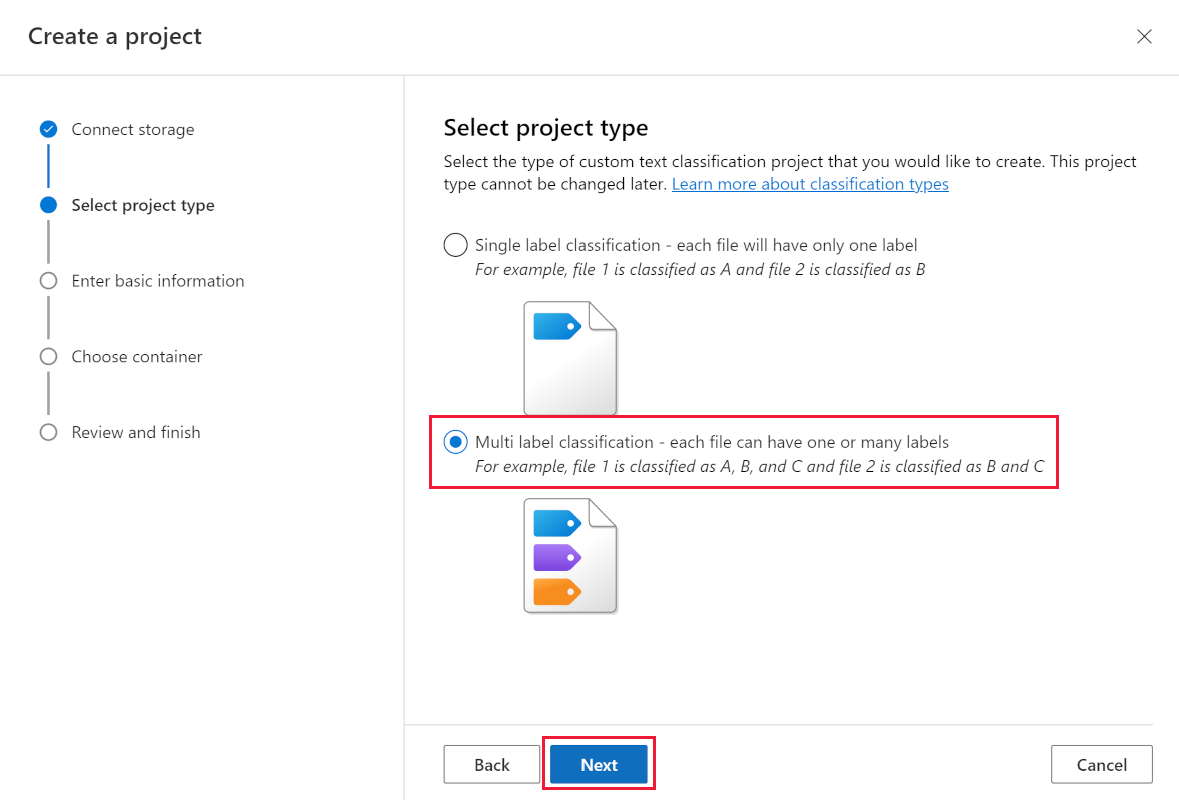 Create a project
Connect storage
Select project type
Enter basic information
Choose container
Review and finish
Select project type
Select the type of custom text classification project that you would like to create. This project
type cannot be changed later. Learn more about classification types
Single label classification - each file will have only one label
For example, file 1 is classified as A and file 2 is classified as B
Multi label classification - each file can have one or many labels
For example, file 1 is classified as A, B, and C and file 2 is classified as B and C
Back
Next
Cancel